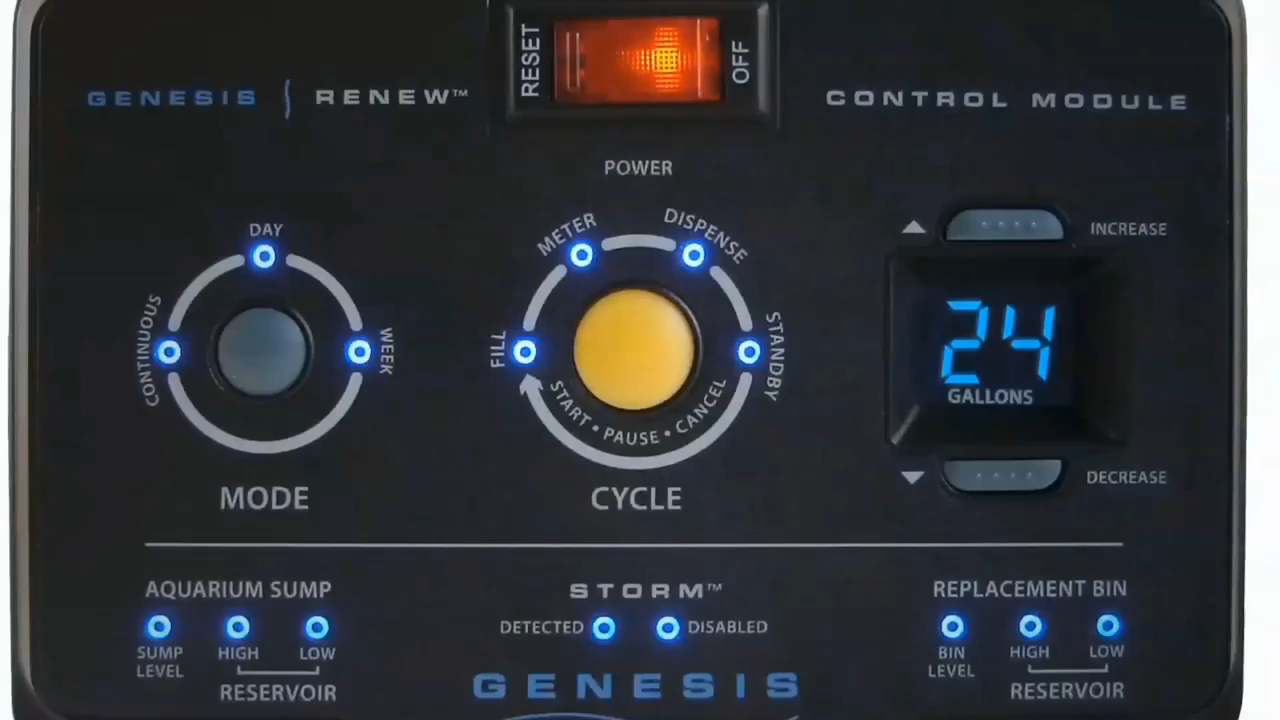 RESET
OFF
GENESIS RENEW™
CONTROL MODULE
POWER
DAY
CONTINUOUS
WEEK
MODE
METER
DISPENSE
FILL
STANDBY
START • PAUSE • CANCEL
CYCLE
INCREASE
24
GALLONS
DECREASE
AQUARIUM SUMP
SUMP LEVEL
HIGH
LOW
RESERVOIR
STORM™
DETECTED
DISABLED
REPLACEMENT BIN
BIN LEVEL
HIGH
LOW
RESERVOIR
GENESIS